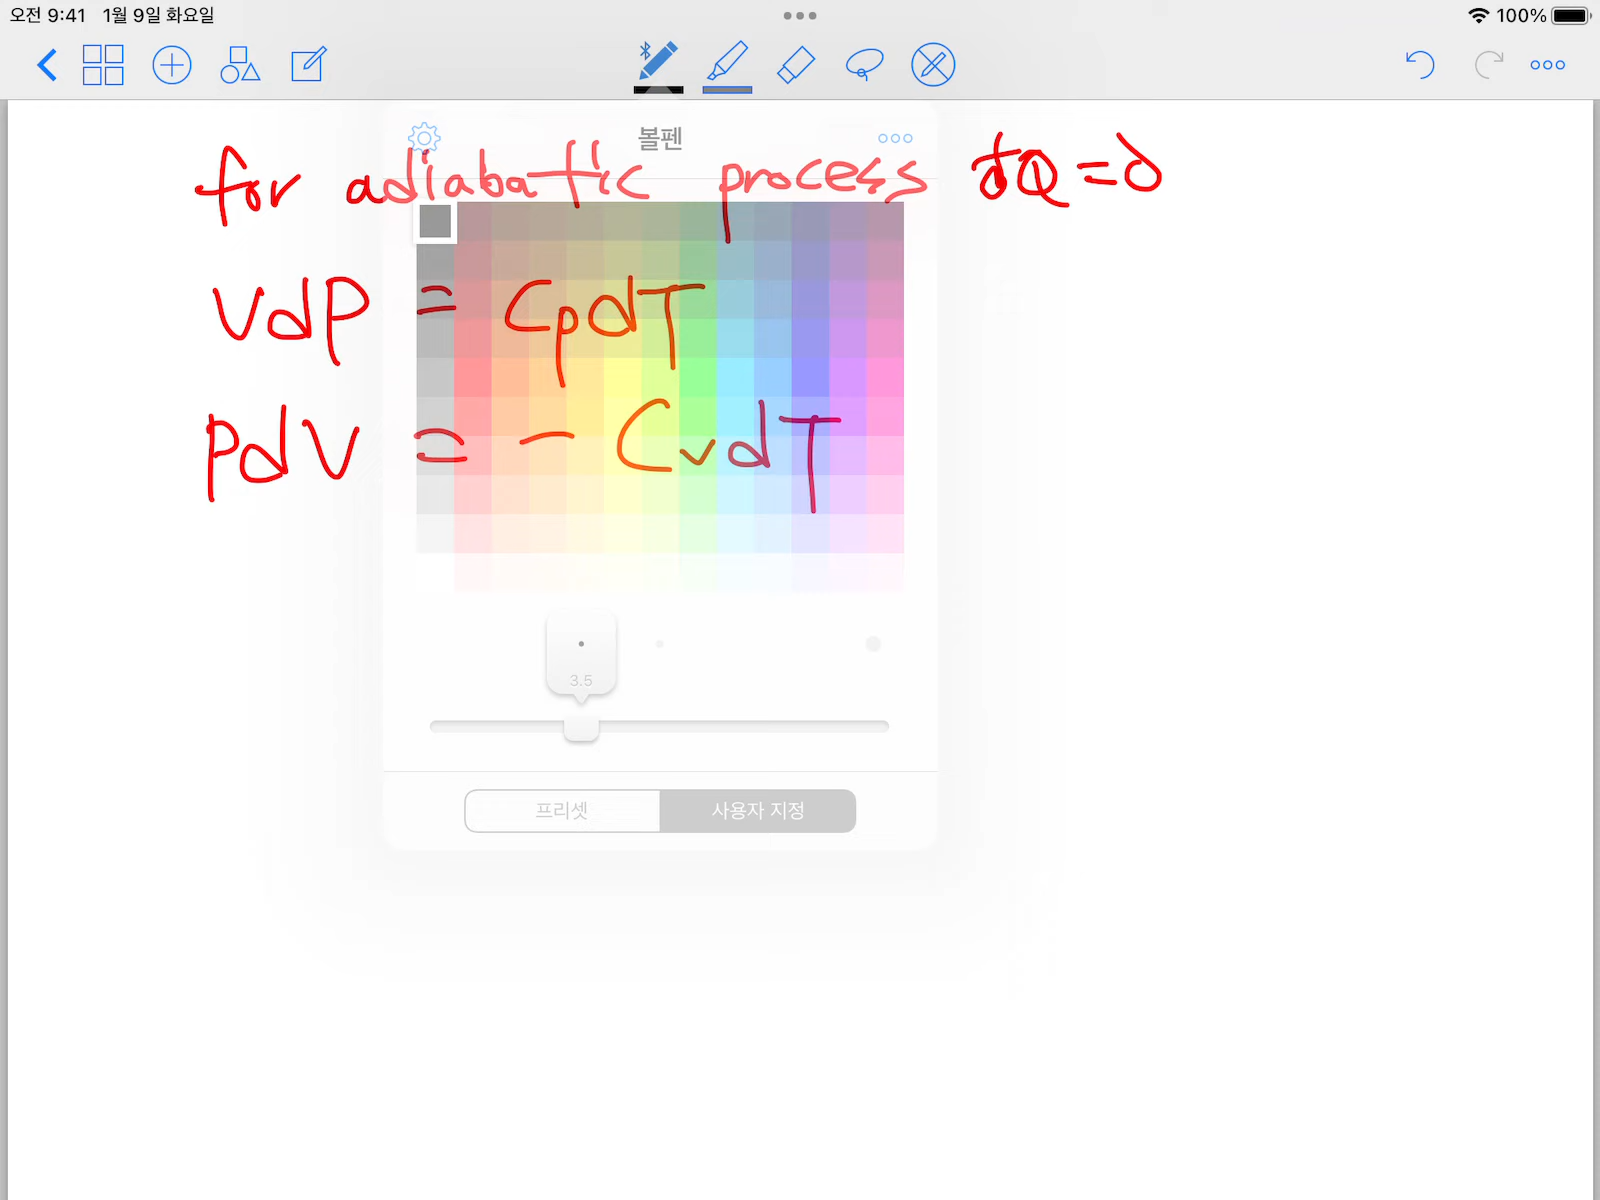 오전 9:41 1월 9일 화요일 100%
볼펜
for adiabatic process đQ=0
VdP = CpdT
PdV = - CvdT
3.5
프리셋 사용자 지정